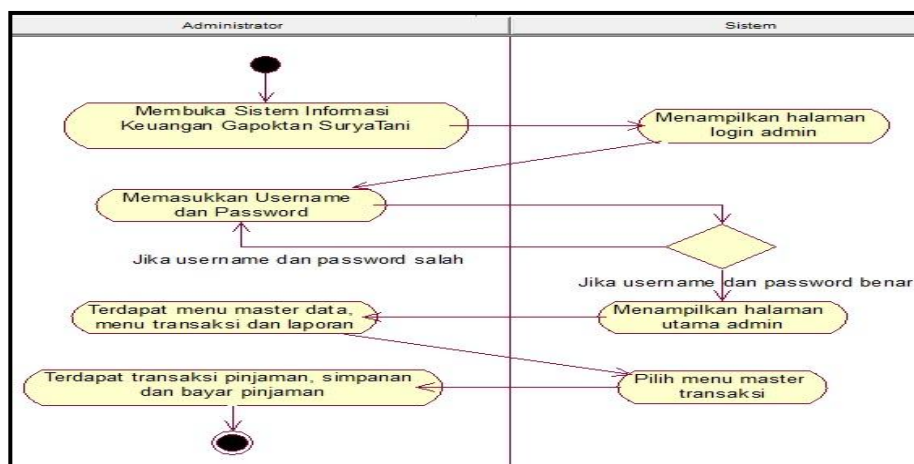 Administrator
Sistem
Membuka Sistem Informasi
Keuangan Gapoktan SuryaTani
Menampilkan halaman
login admin
Memasukkan Username
dan Password
Jika username dan password salah
Jika username dan password benar
Menampilkan halaman
utama admin
Terdapat menu master data,
menu transaksi dan laporan
Pilih menu master
transaksi
Terdapat transaksi pinjaman, simpanan
dan bayar pinjaman